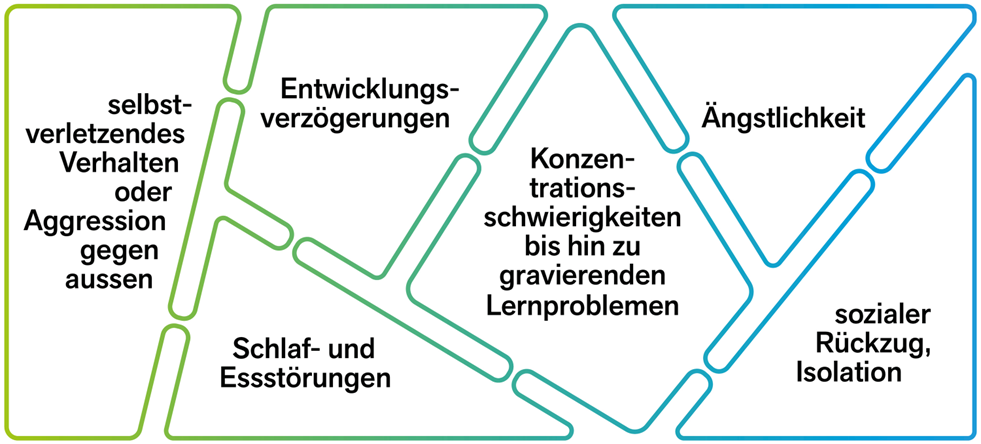 selbst-
verletzendes
Verhalten
oder
Aggression
gegen
aussen
Entwicklungs-
verzögerungen
Schlaf- und
Essstörungen
Konzen-
trations-
schwierigkeiten
bis hin zu
gravierenden
Lernproblemen
Ängstlichkeit
sozialer
Rückzug,
Isolation